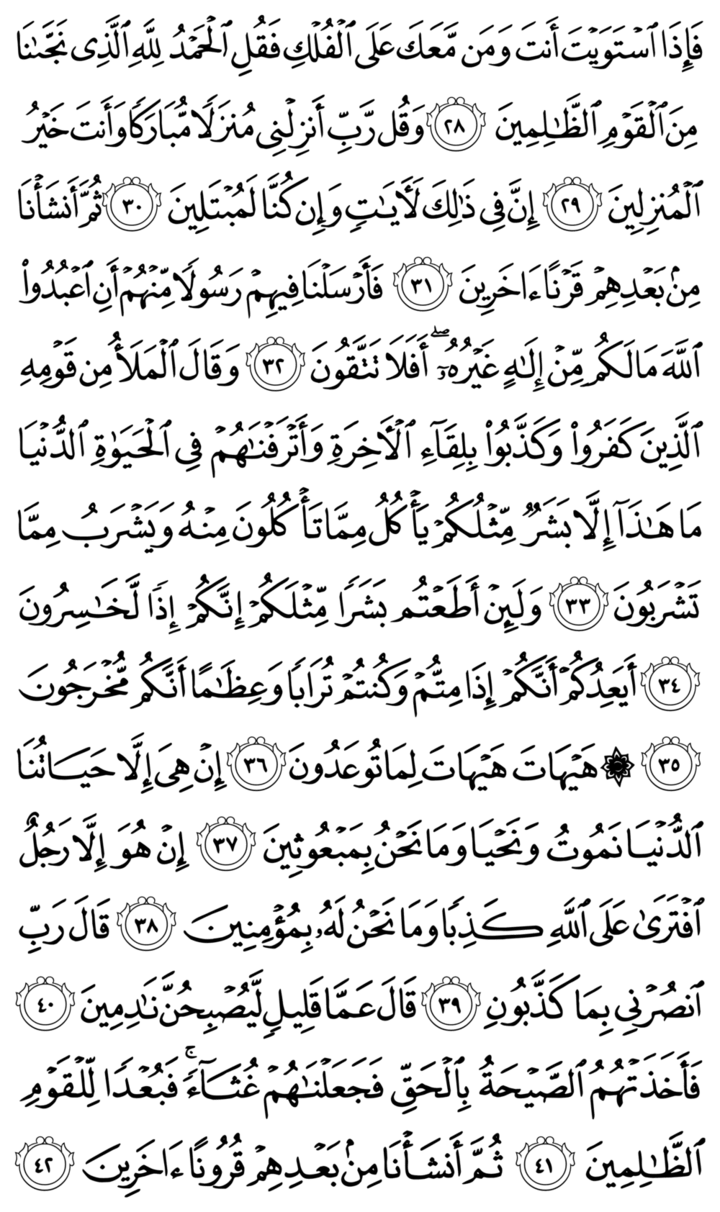 فَإِذَا ٱسۡتَوَيۡتَ أَنتَ وَمَن مَّعَكَ عَلَى ٱلۡفُلۡكِ فَقُلِ ٱلۡحَمۡدُ لِلَّهِ ٱلَّذِي نَجَّىٰنَا
مِنَ ٱلۡقَوۡمِ ٱلظَّـٰلِمِينَ ٢٨ وَقُل رَّبِّ أَنزِلۡنِي مُنزَلٗا مُّبَارَكٗا وَأَنتَ خَيۡرُ
ٱلۡمُنزِلِينَ ٢٩ إِنَّ فِي ذَٰلِكَ لَأٓيَٰتٖ وَإِن كُنَّا لَمُبۡتَلِينَ ٣٠ ثُمَّ أَنشَأۡنَا
مِنۢ بَعۡدِهِمۡ قَرۡنًا ءَاخَرِينَ ٣١ فَأَرۡسَلۡنَا فِيهِمۡ رَسُولٗا مِّنۡهُمۡ أَنِ ٱعۡبُدُواْ
ٱللَّهَ مَا لَكُم مِّنۡ إِلَٰهٍ غَيۡرُهُۥٓۖ أَفَلَا تَتَّقُونَ ٣٢ وَقَالَ ٱلۡمَلَأُ مِن قَوۡمِهِ
ٱلَّذِينَ كَفَرُواْ وَكَذَّبُواْ بِلِقَآءِ ٱلۡأٓخِرَةِ وَأَتۡرَفۡنَٰهُمۡ فِي ٱلۡحَيَوٰةِ ٱلدُّنۡيَا
مَا هَٰذَآ إِلَّا بَشَرٞ مِّثۡلُكُمۡ يَأۡكُلُ مِمَّا تَأۡكُلُونَ مِنۡهُ وَيَشۡرَبُ مِمَّا
تَشۡرَبُونَ ٣٣ وَلَئِنۡ أَطَعۡتُم بَشَرٗا مِّثۡلَكُمۡ إِنَّكُمۡ إِذٗا لَّخَٰسِرُونَ
٣٤ أَيَعِدُكُمۡ أَنَّكُمۡ إِذَا مِتُّمۡ وَكُنتُمۡ تُرَابٗا وَعِظَٰمًا أَنَّكُم مُّخۡرَجُونَ
٣٥ ۞ هَيۡهَاتَ هَيۡهَاتَ لِمَا تُوعَدُونَ ٣٦ إِنۡ هِيَ إِلَّا حَيَاتُنَا
ٱلدُّنۡيَا نَمُوتُ وَنَحۡيَا وَمَا نَحۡنُ بِمَبۡعُوثِينَ ٣٧ إِنۡ هُوَ إِلَّا رَجُلٌ
ٱفۡتَرَىٰ عَلَى ٱللَّهِ كَذِبٗا وَمَا نَحۡنُ لَهُۥ بِمُؤۡمِنِينَ ٣٨ قَالَ رَبِّ
ٱنصُرۡنِي بِمَا كَذَّبُونِ ٣٩ قَالَ عَمَّا قَلِيلٖ لَّيُصۡبِحُنَّ نَٰدِمِينَ ٤٠
فَأَخَذَتۡهُمُ ٱلصَّيۡحَةُ بِٱلۡحَقِّ فَجَعَلۡنَٰهُمۡ غُثَآءٗۚ فَبُعۡدٗا لِّلۡقَوۡمِ
ٱلظَّـٰلِمِينَ ٤١ ثُمَّ أَنشَأۡنَا مِنۢ بَعۡدِهِمۡ قُرُونًا ءَاخَرِينَ ٤٢